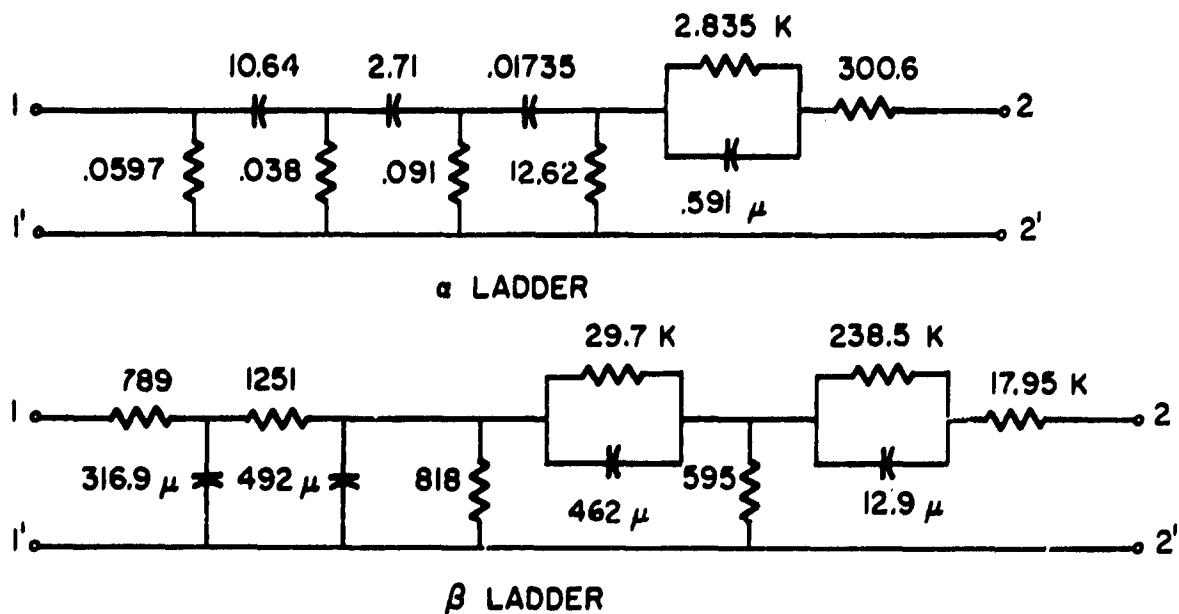 2.835 K
10.64 2.71 .01735 300.6
1 2
.0597 .038 .091 12.62
.591 μ
1' 2'
α LADDER
29.7 K 238.5 K
789 1251 17.95 K
1 2
316.9 μ 492 μ 818 595
462 μ 12.9 μ
1' 2'
β LADDER